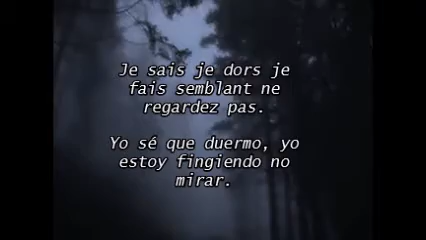 Je sais je dors je
fais semblant ne
regardez pas.
Yo sé que duermo, yo
estoy fingiendo no
mirar.